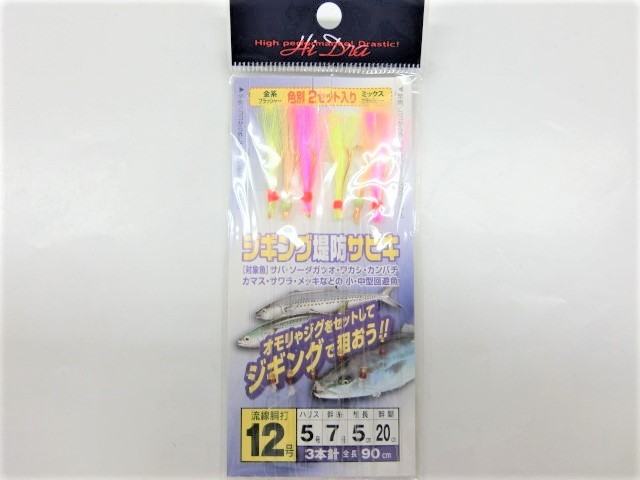 High performance! Drastic!
Hi Dra
金系
フラッシャー
色別 2セット入り
ミックス
ジギング堤防サビキ
[対象魚] サバ・ソーダガツオ・ワカシ・カンパチ
カマス・サワラ・メッキなどの 小・中型回遊魚
オモリやジグをセットして
ジギングで狙おう!!
流線胴打
12号
ハリス 幹糸 枝長 幹間
5号 7号 5cm 20cm
3本針 全長 90cm